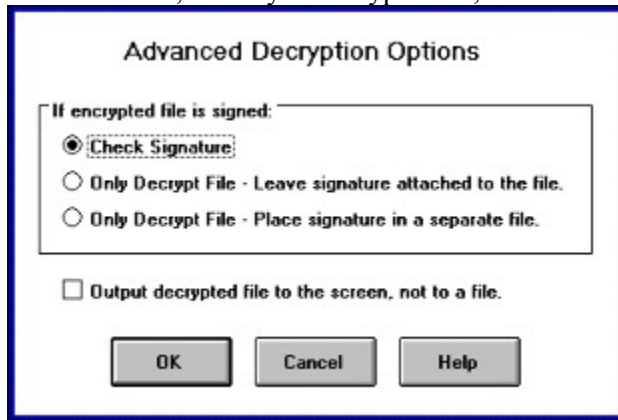 Advanced Decryption Options
If encrypted file is signed:
Check Signature
Only Decrypt File - Leave signature attached to the file.
Only Decrypt File - Place signature in a separate file.
Output decrypted file to the screen, not to a file.
OK Cancel Help